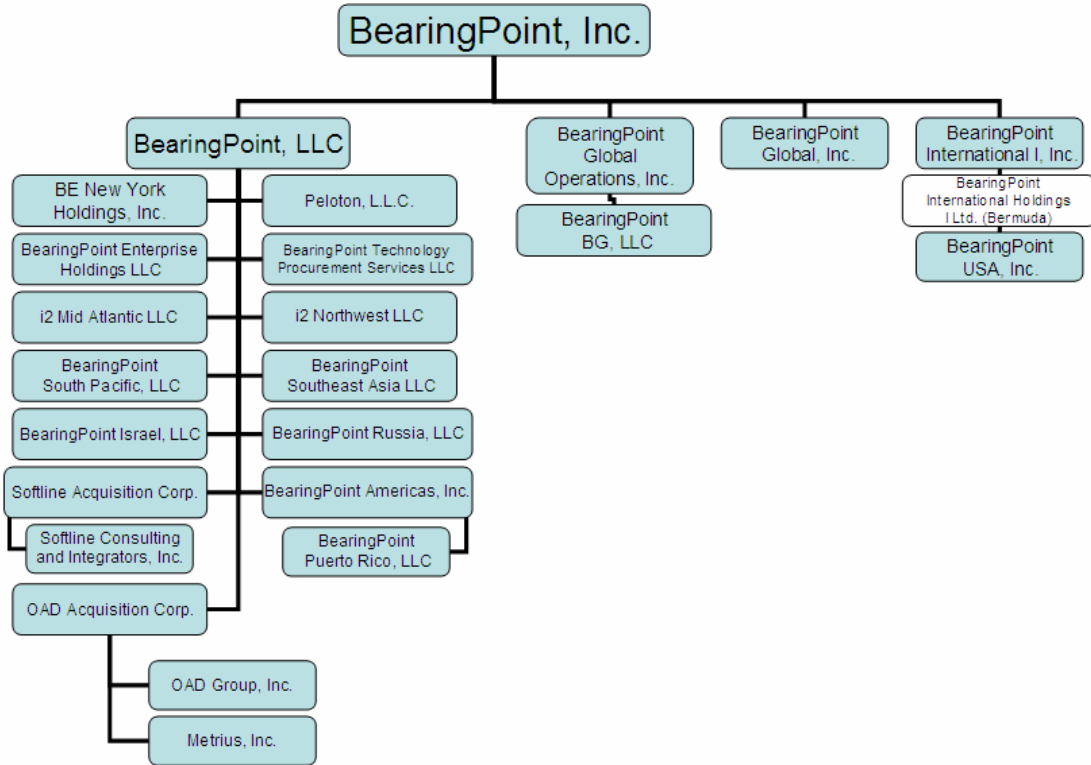 BearingPoint, Inc.
BearingPoint, LLC
BearingPoint
Global
Operations, Inc.
BearingPoint
Global, Inc.
BearingPoint
International I, Inc.
BE New York
Holdings, Inc.
Peloton, L.L.C.
BearingPoint
BG, LLC
BearingPoint
International Holdings
I Ltd. (Bermuda)
BearingPoint
USA, Inc.
BearingPoint Enterprise
Holdings LLC
BearingPoint Technology
Procurement Services LLC
i2 Mid Atlantic LLC
i2 Northwest LLC
BearingPoint
South Pacific, LLC
BearingPoint
Southeast Asia LLC
BearingPoint Israel, LLC
BearingPoint Russia, LLC
Softline Acquisition Corp.
BearingPoint Americas, Inc.
Softline Consulting
and Integrators, Inc.
BearingPoint
Puerto Rico, LLC
OAD Acquisition Corp.
OAD Group, Inc.
Metrius, Inc.